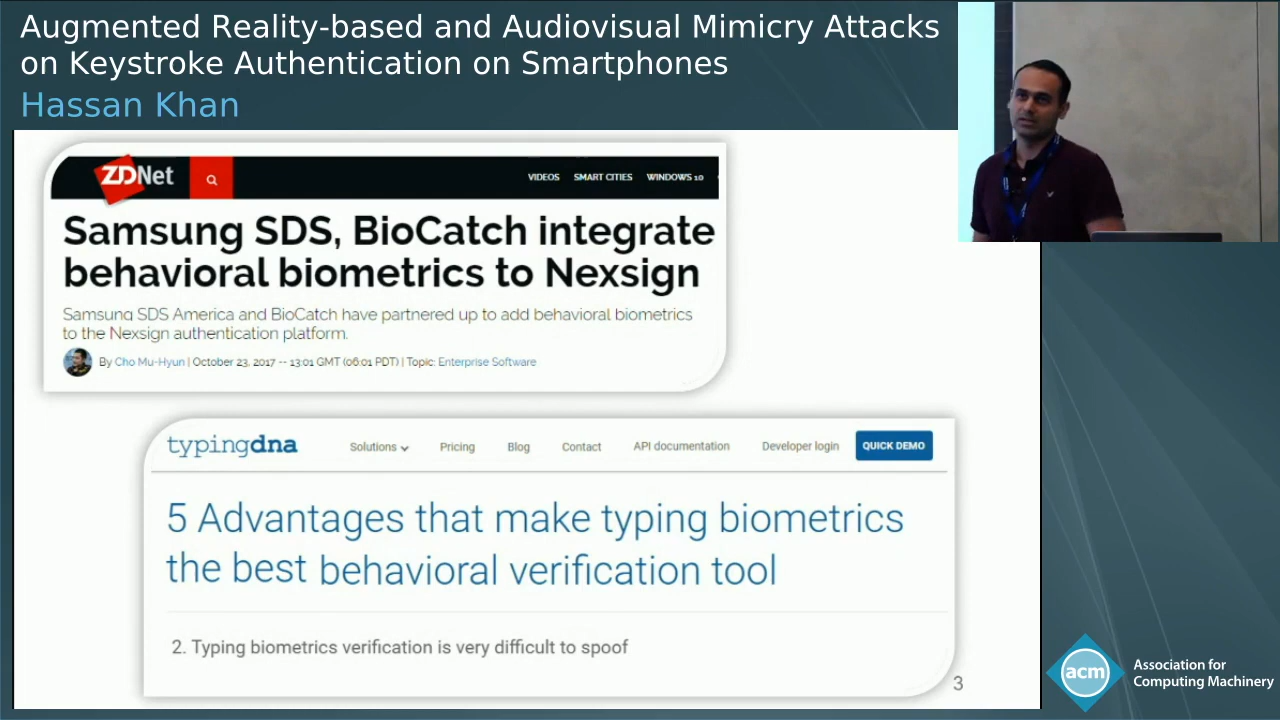 Augmented Reality-based and Audiovisual Mimicry Attacks
on Keystroke Authentication on Smartphones
Hassan Khan
ZDNet
VIDEOS SMART CITIES WINDOWS 10
Samsung SDS, BioCatch integrate
behavioral biometrics to Nexsign
Samsung SDS America and BioCatch have partnered up to add behavioral biometrics
to the Nexsign authentication platform.
By Cho Mu-Hyun | October 23, 2017 -- 13:01 GMT (06:01 PDT) | Topic: Enterprise Software
typingdna
Solutions Pricing Blog Contact API documentation Developer login QUICK DEMO
5 Advantages that make typing biometrics
the best behavioral verification tool
2. Typing biometrics verification is very difficult to spoof
3
acm
Association for
Computing Machinery